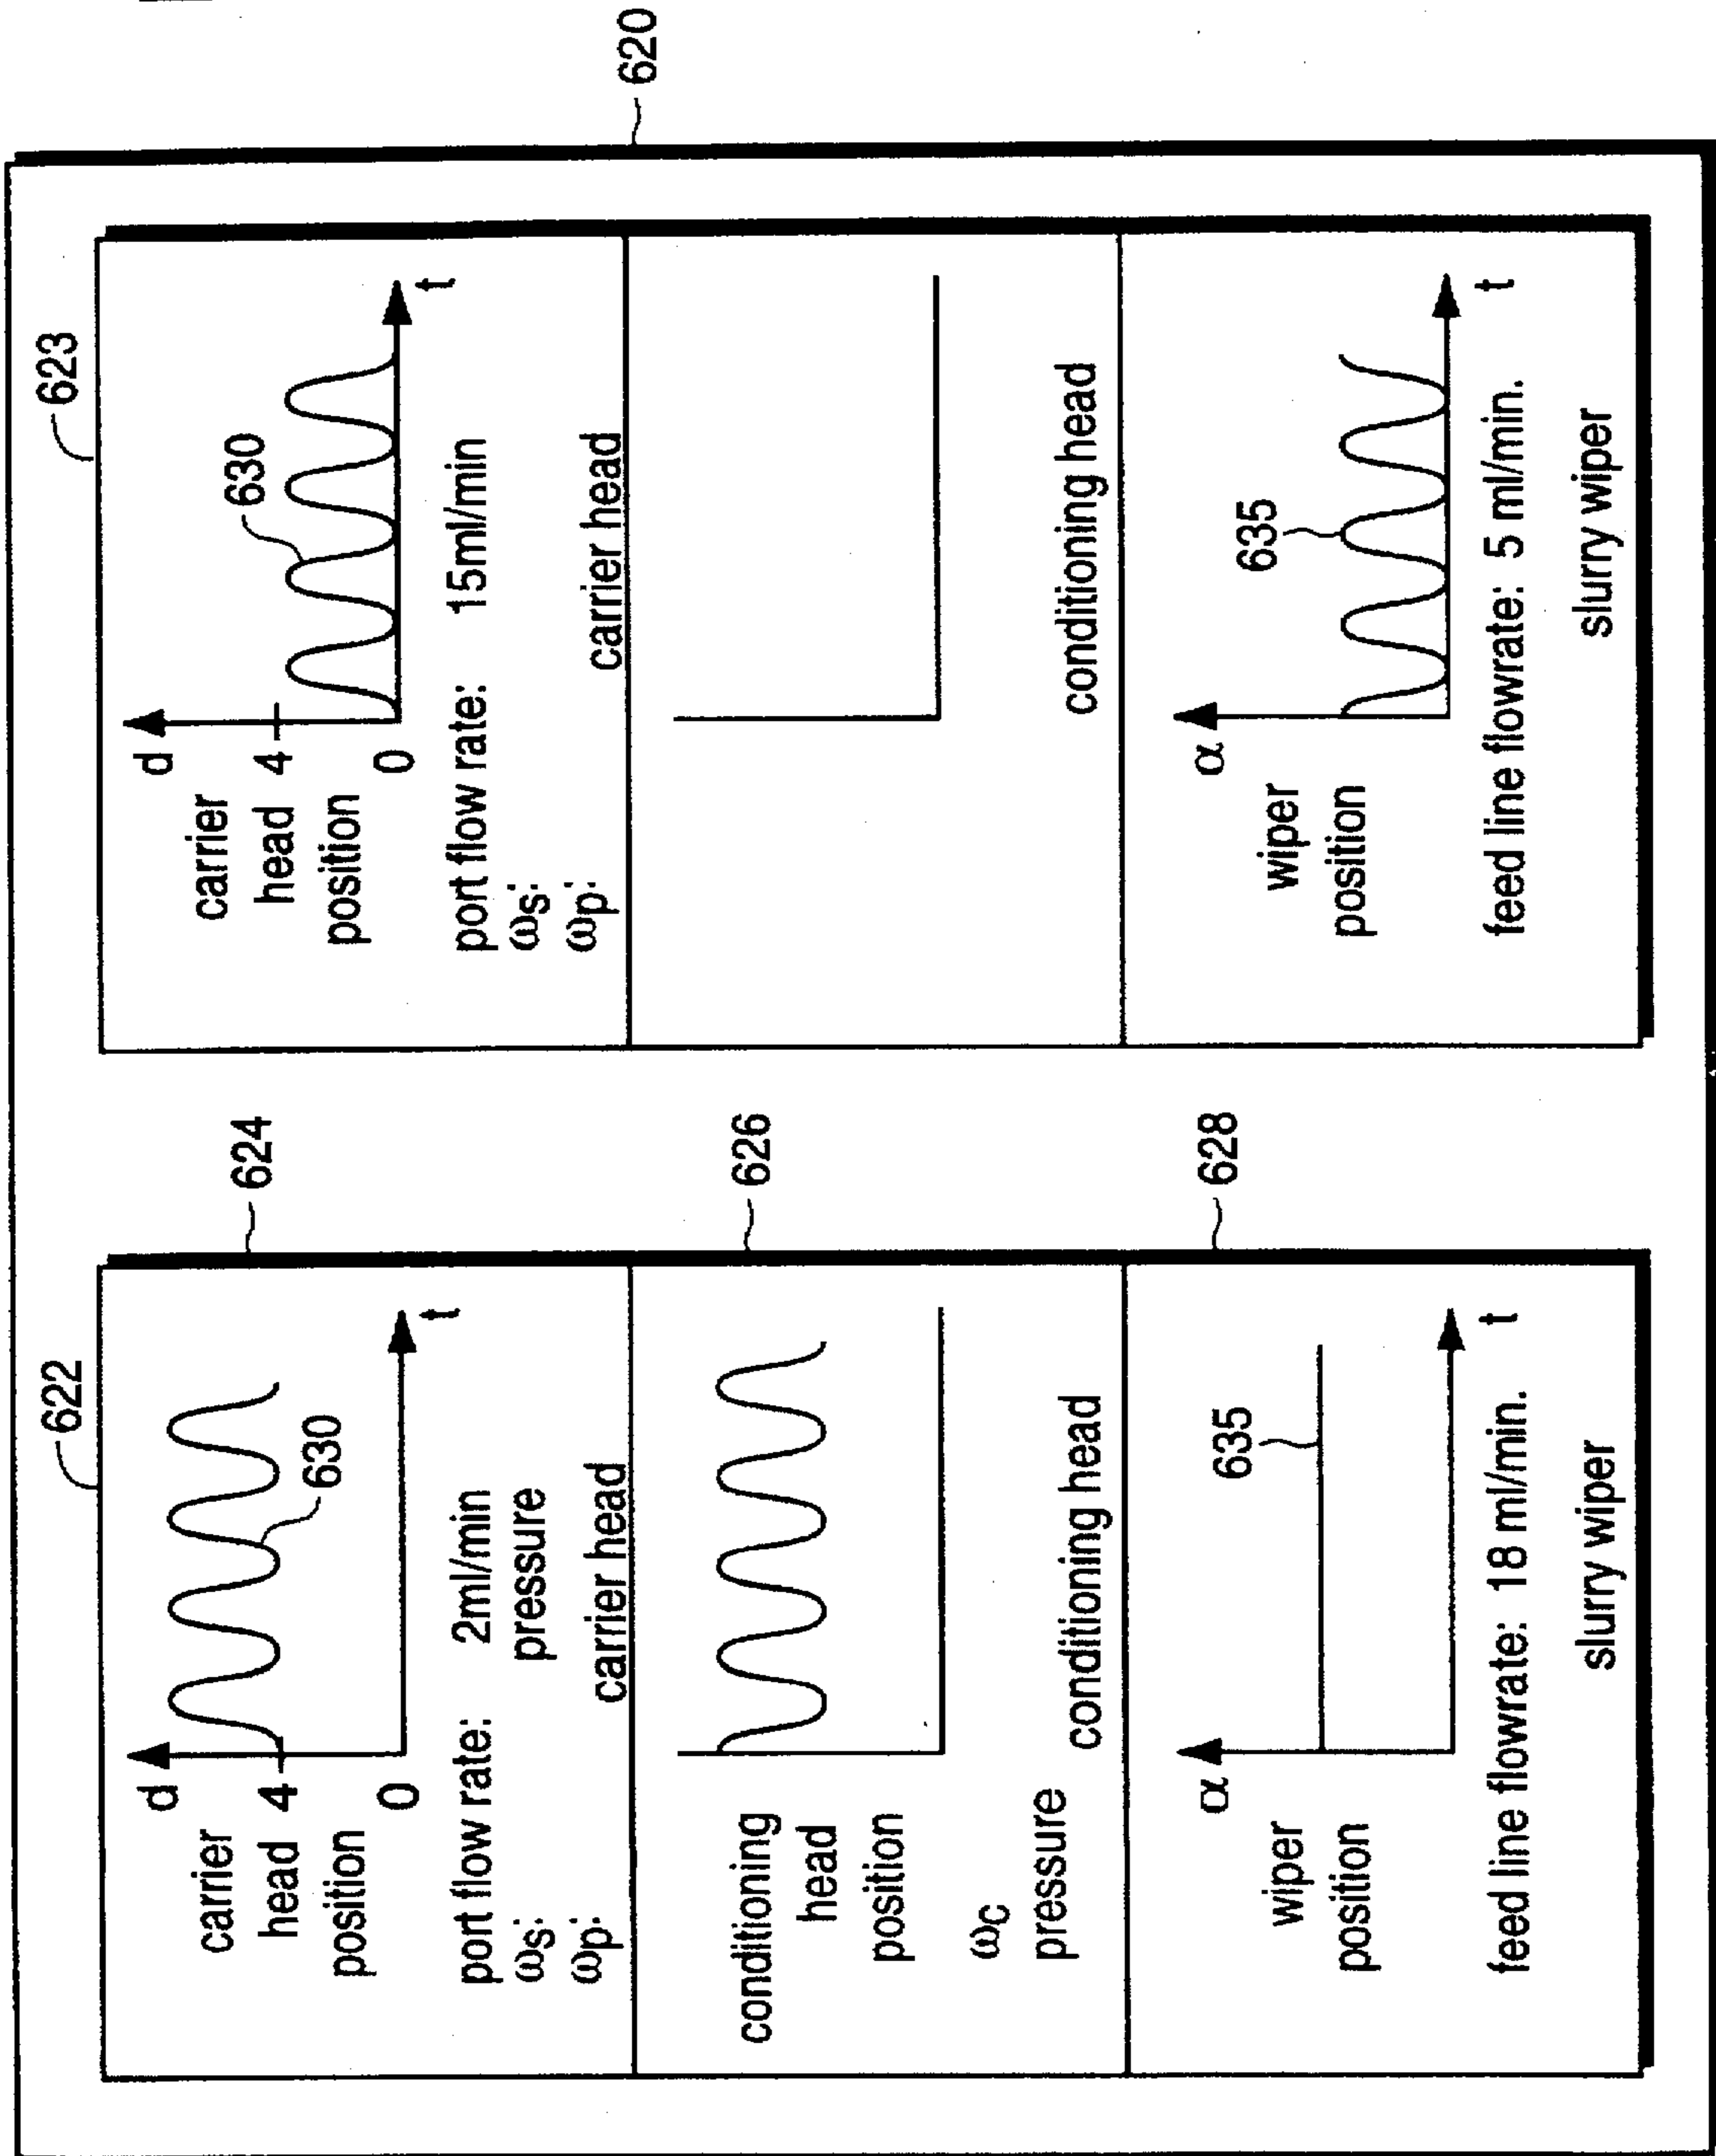 620
622
624
d
carrier
head
position
4
0
t
630
port flow rate: 2ml/min
ωs:
pressure
ωp:
carrier head
626
conditioning
head
position
ωc
pressure
conditioning head
628
α
wiper
position
635
t
feed line flowrate: 18 ml/min.
slurry wiper
623
d
carrier
head
position
4
0
t
630
port flow rate: 15ml/min
ωs:
ωp:
carrier head
conditioning head
α
wiper
position
635
t
feed line flowrate: 5 ml/min.
slurry wiper